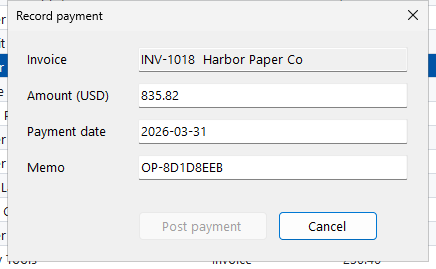 Record payment
Invoice
INV-1018 Harbor Paper Co
Amount (USD)
835.82
Payment date
2026-03-31
Memo
OP-8D1D8EEB
Post payment
Cancel